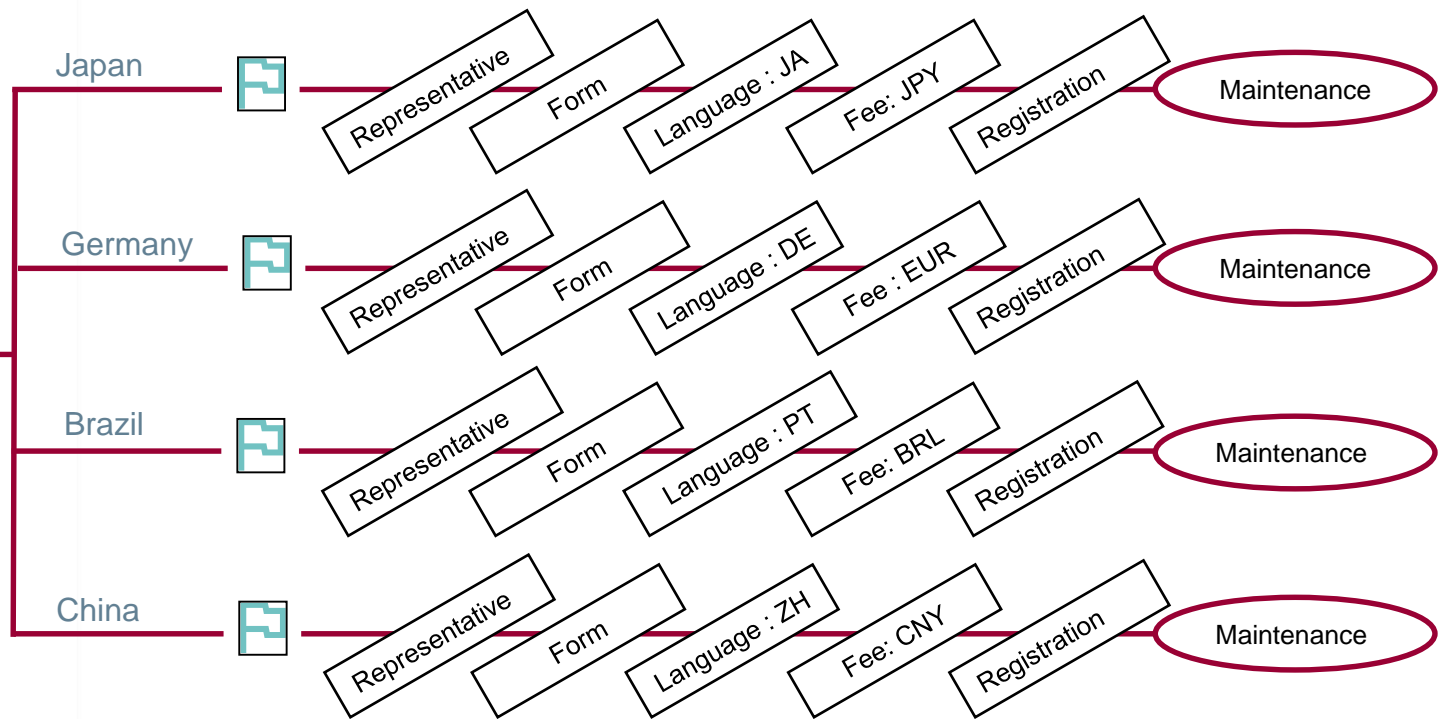 Japan
Representative
Form
Language : JA
Fee: JPY
Registration
Maintenance
Germany
Representative
Form
Language : DE
Fee : EUR
Registration
Maintenance
Brazil
Representative
Form
Language : PT
Fee: BRL
Registration
Maintenance
China
Representative
Form
Language : ZH
Fee: CNY
Registration
Maintenance